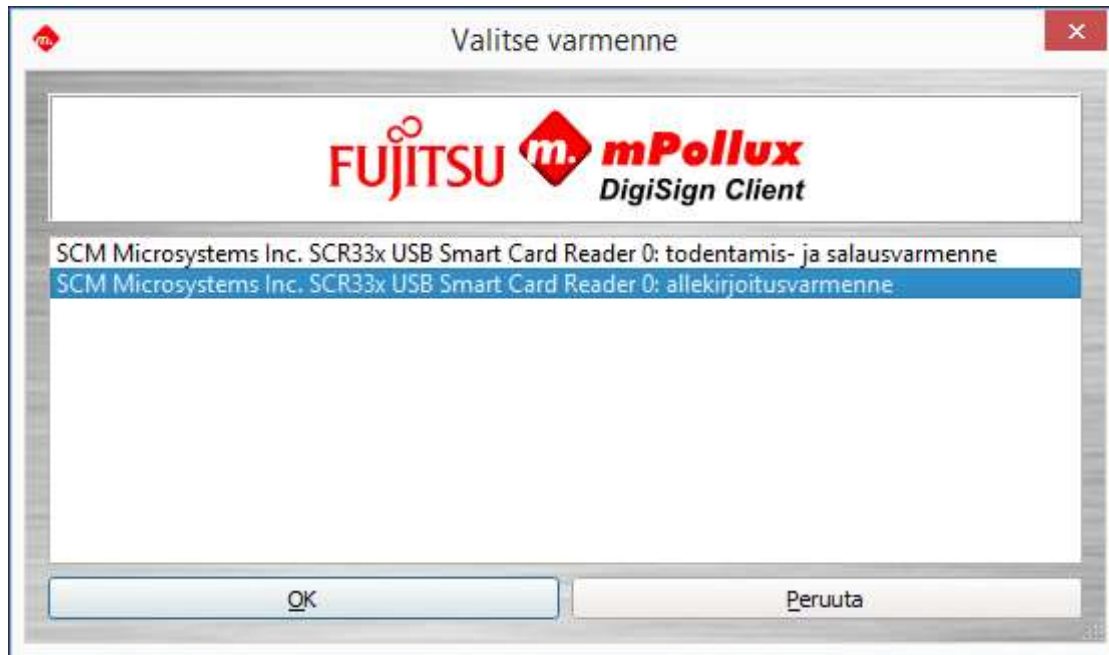 m.
Valitse varmenne
FUJITSU m. mPollux
DigiSign Client
SCM Microsystems Inc. SCR33x USB Smart Card Reader 0: todentamis- ja salausvarmenne
SCM Microsystems Inc. SCR33x USB Smart Card Reader 0: allekirjoitusvarmenne
OK
Peruuta